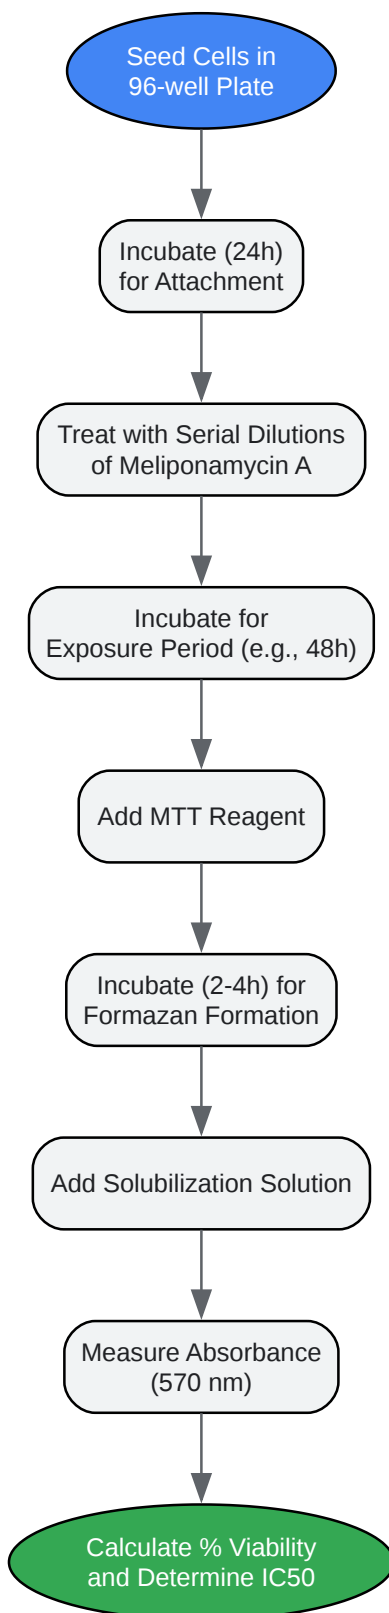 Seed Cells in
96-well Plate
Incubate (24h)
for Attachment
Treat with Serial Dilutions
of Meliponamycin A
Incubate for
Exposure Period (e.g., 48h)
Add MTT Reagent
Incubate (2-4h) for
Formazan Formation
Add Solubilization Solution
Measure Absorbance
(570 nm)
Calculate % Viability
and Determine IC50